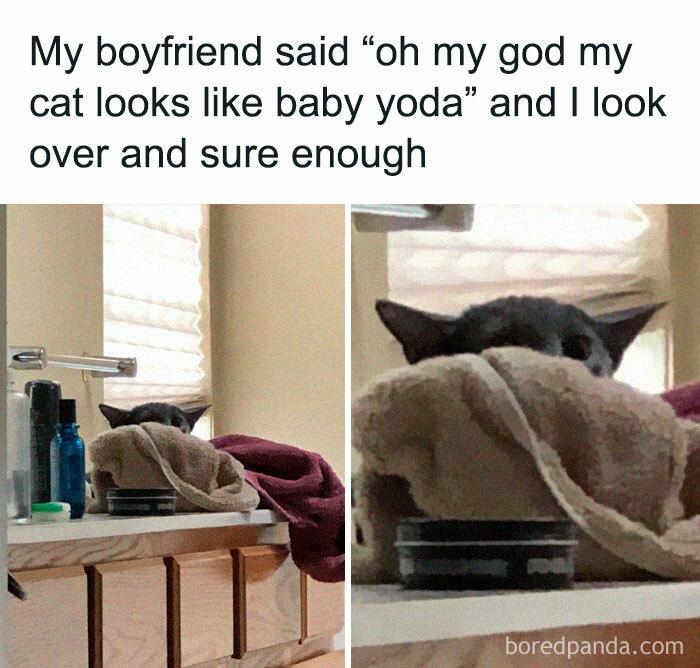 My boyfriend said “oh my god my
cat looks like baby yoda” and I look
over and sure enough
boredpanda.com